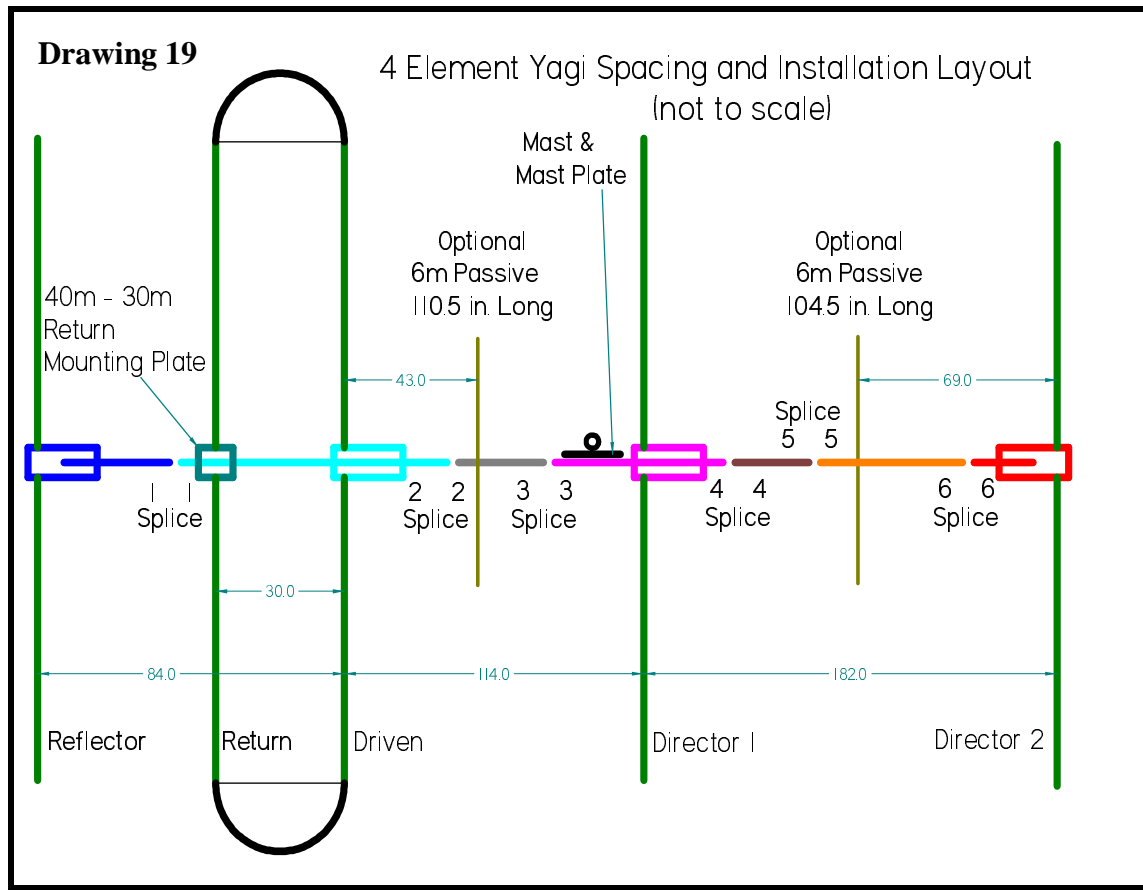 Drawing 19
4 Element Yagi Spacing and Installation Layout
(not to scale)
Mast &
Mast Plate
Optional
6m Passive
110.5 in. Long
Optional
6m Passive
104.5 in. Long
40m - 30m
Return
Mounting Plate
43.0
69.0
Splice
5 5
1 1
Splice
2 2
Splice
3 3
Splice
4 4
Splice
6 6
Splice
30.0
84.0
114.0
182.0
Reflector
Return
Driven
Director 1
Director 2